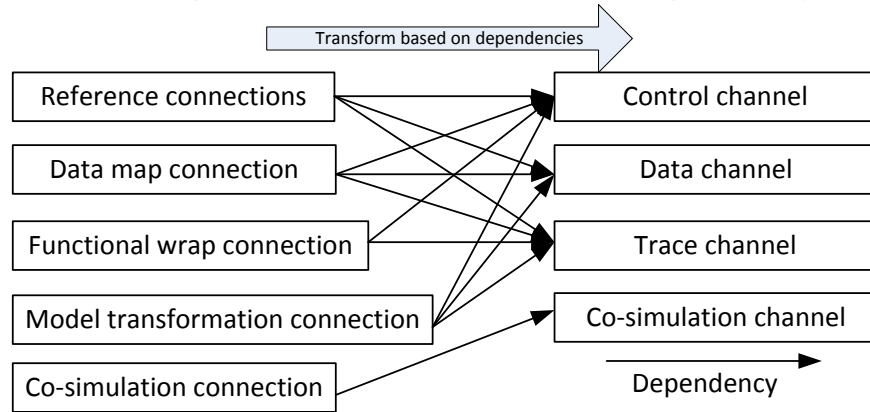 Transform based on dependencies
Reference connections
Control channel
Data map connection
Data channel
Functional wrap connection
Trace channel
Model transformation connection
Co-simulation channel
Co-simulation connection
Dependency